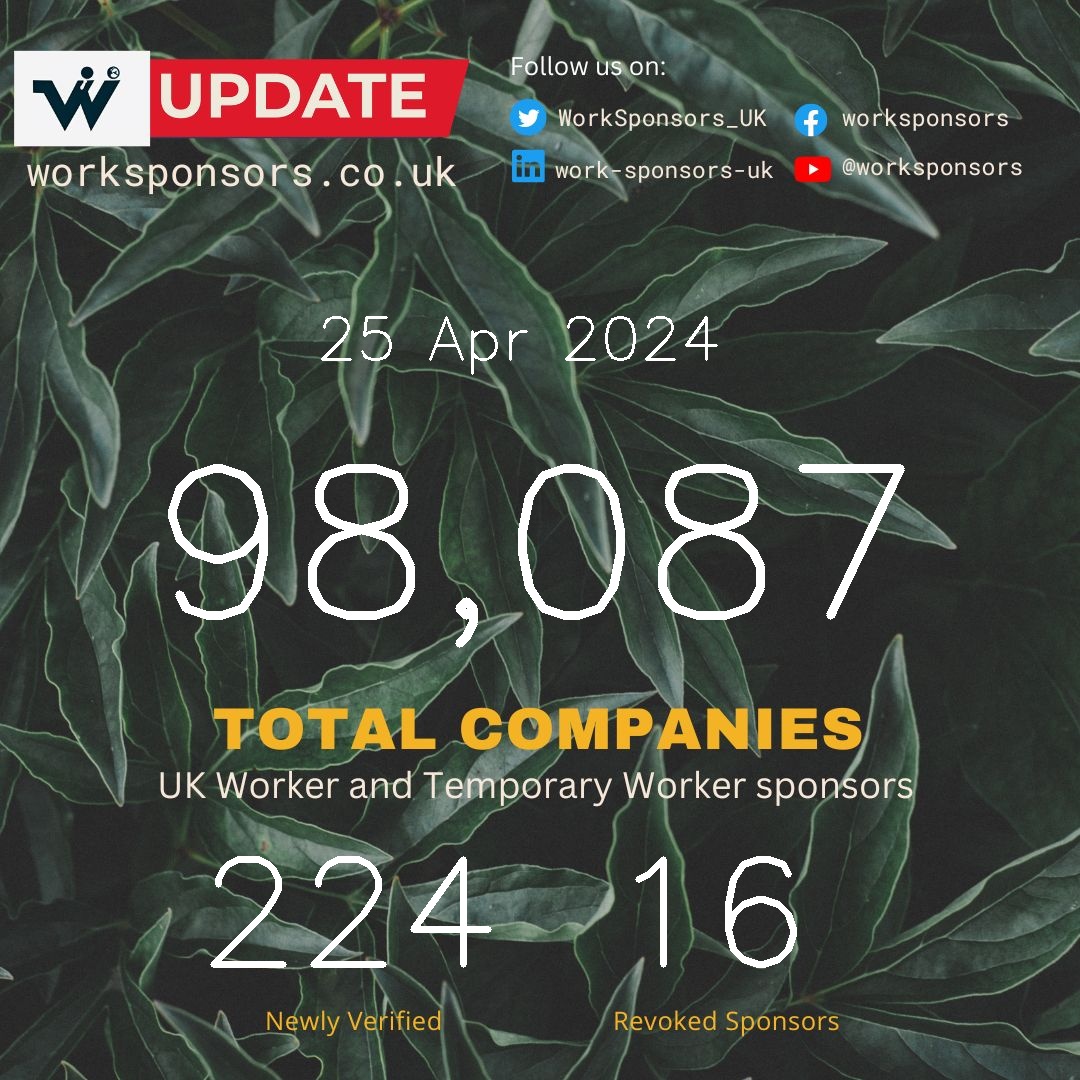 W UPDATE
worksponsors.co.uk
Follow us on:
WorkSponsors_UK
worksponsors
work-sponsors-uk
@worksponsors
25 Apr 2024
98,087
TOTAL COMPANIES
UK Worker and Temporary Worker sponsors
224 16
Newly Verified
Revoked Sponsors